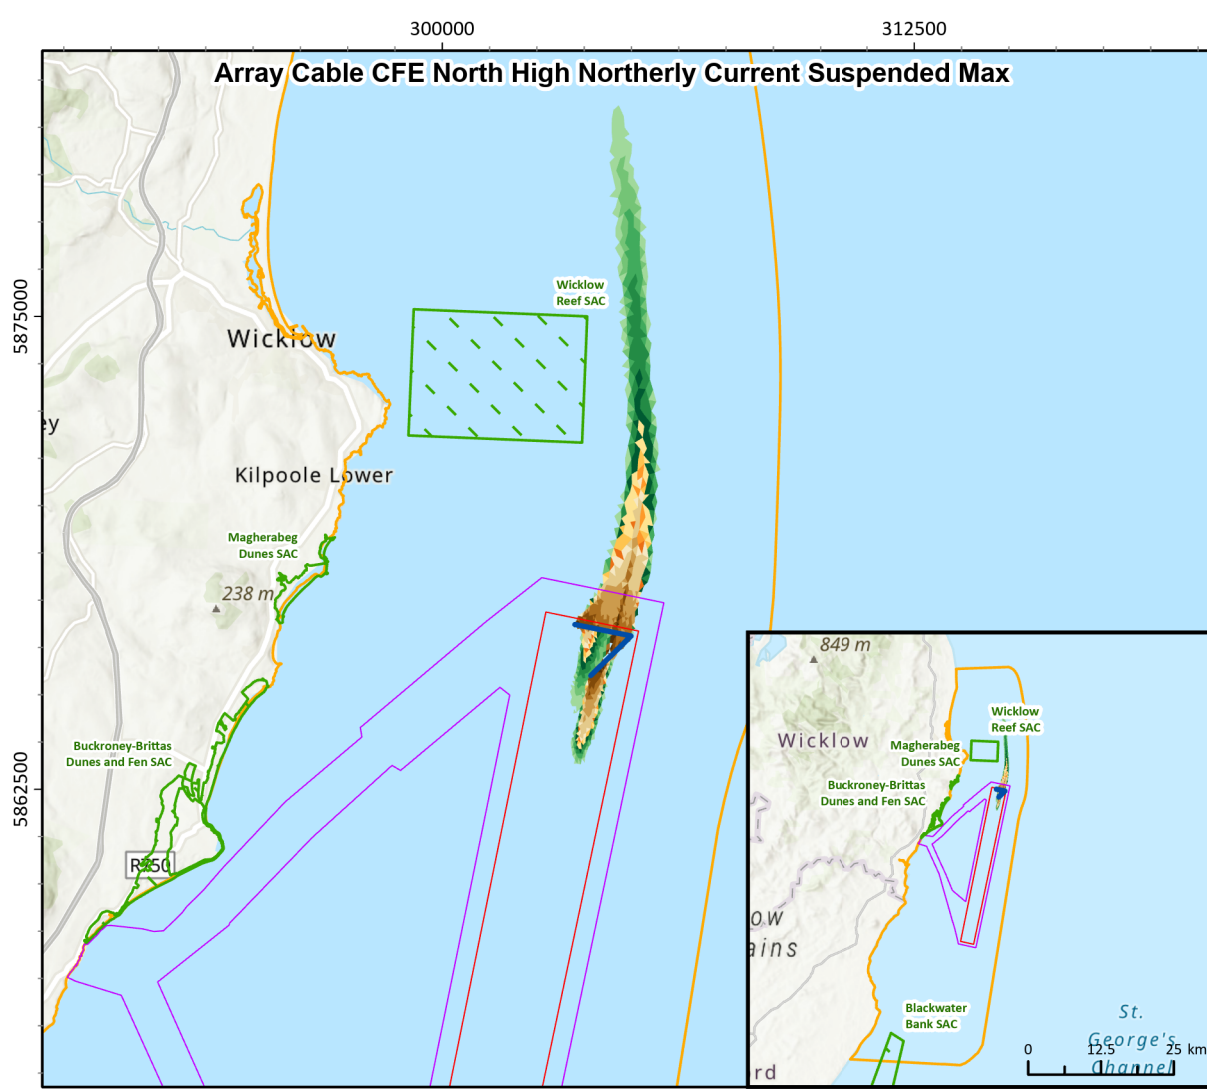 300000
312500
Array Cable CFE North High Northerly Current Suspended Max
5875000
5862500
Wicklow
Reef SAC
Wicklow
ey
Kilpoole Lower
Magherabeg
Dunes SAC
238 m
Buckroney-Brittas
Dunes and Fen SAC
R750
849 m
Wicklow
Reef SAC
Wicklow
Magherabeg
Dunes SAC
Buckroney-Brittas
Dunes and Fen SAC
ow
ains
Blackwater
Bank SAC
St.
George's
Channel
0 12.5 25 km
rd